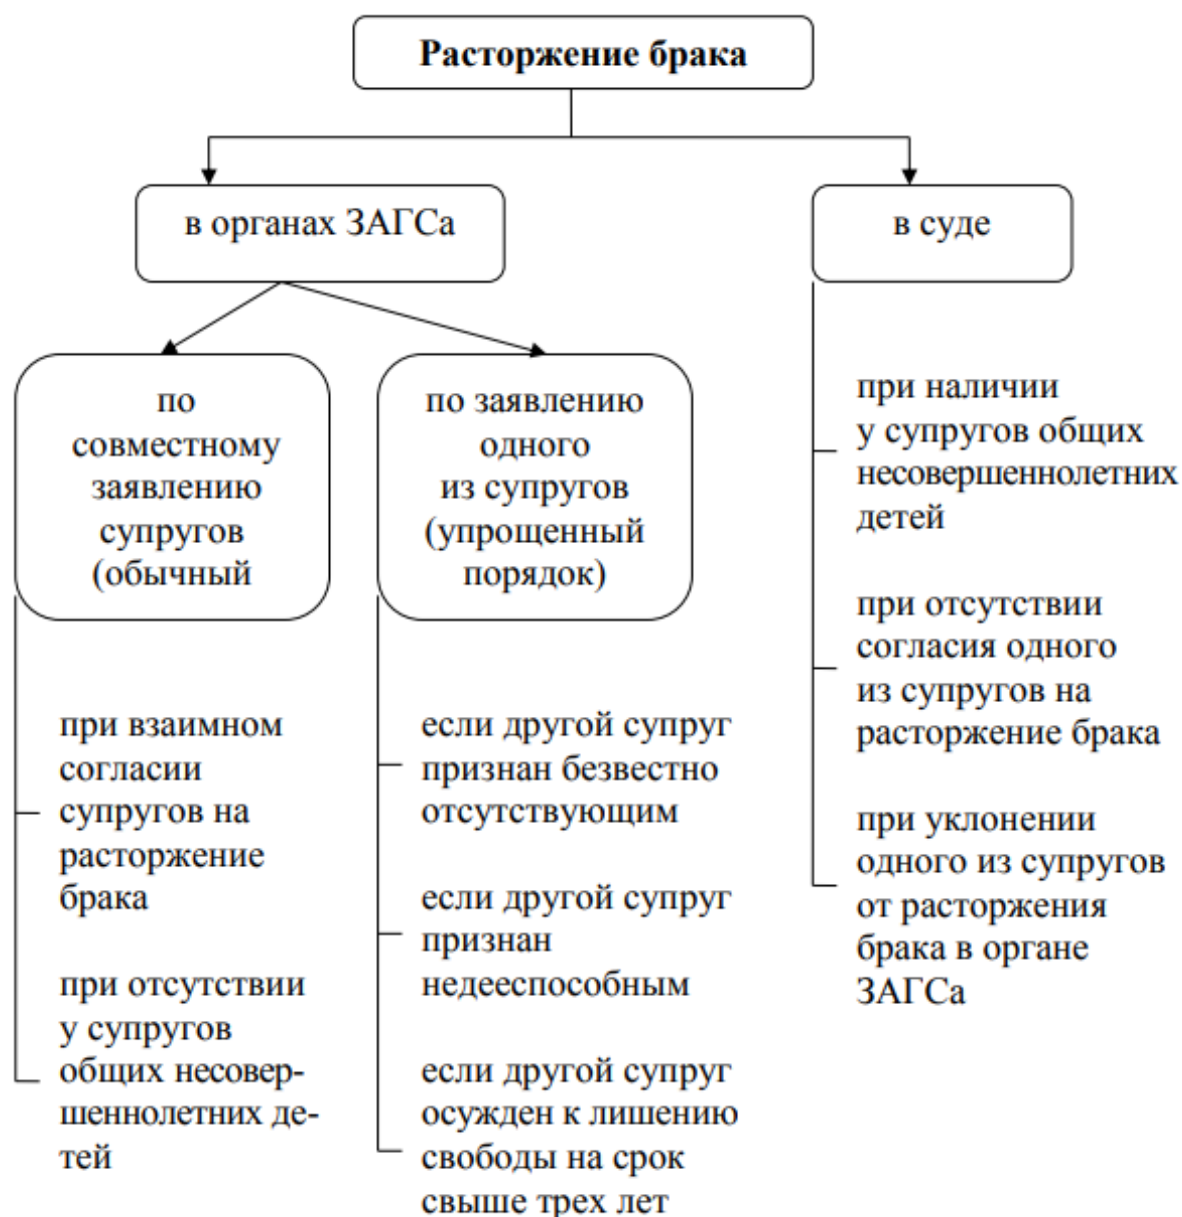 Расторжение брака
в органах ЗАГСа
в суде
по
совместному
заявлению
супругов
(обычный
по заявлению
одного
из супругов
(упрощенный
порядок)
при взаимном
согласии
супругов на
расторжение
брака
при отсутствии
у супругов
общих несовер-
шеннолетних де-
тей
если другой супруг
признан безвестно
отсутствующим
если другой супруг
признан
недееспособным
если другой супруг
осужден к лишению
свободы на срок
свыше трех лет
при наличии
у супругов общих
несовершеннолетних
детей
при отсутствии
согласия одного
из супругов на
расторжение брака
при уклонении
одного из супругов
от расторжения
брака в органе
ЗАГСа